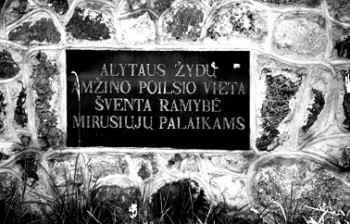 ALYTAUS ŽYDŲ
AMŽINO POILSIO VIETA
ŠVENTA RAMYBĖ
MIRUSIŲJŲ PALAIKAMS